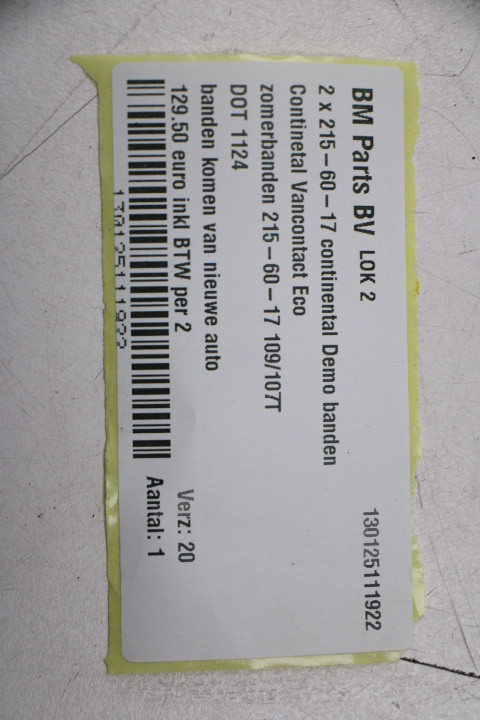 BM Parts BV LOK 2
130125111922
2 x 215-60-17 continental Demo banden
Continetal Vancontact Eco
zomerbanden 215-60-17 109/107T
DOT 1124
banden komen van nieuwe auto
129.50 euro inkl BTW per 2
Verz: 20
Aantal: 1
130125111922